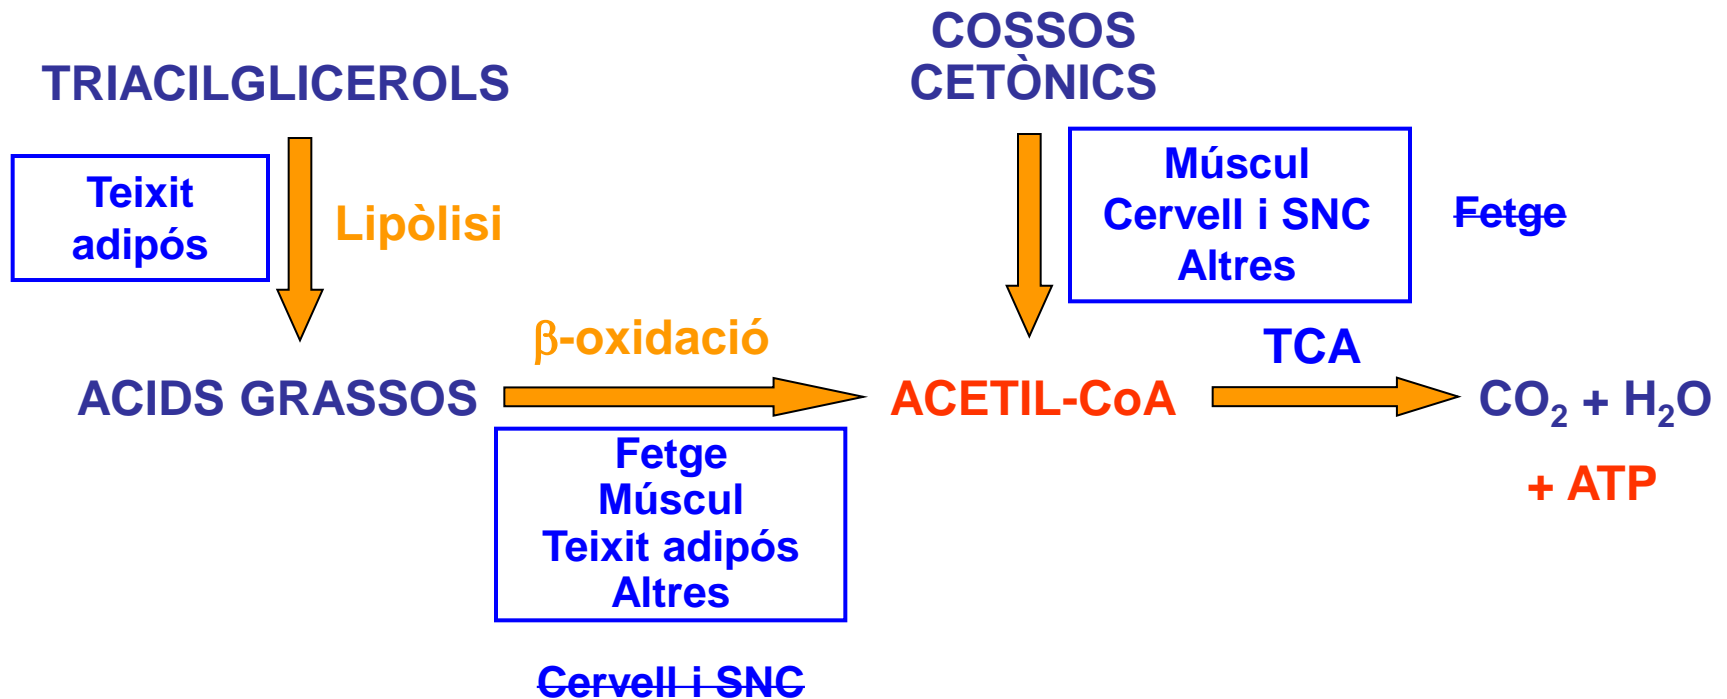 TRIACILGLICEROLS
COSSOS
CETÒNICS
Teixit
adipós
Lipòlisi
Múscul
Cervell i SNC
Altres
Fetge
β-oxidació
TCA
ACIDS GRASSOS
ACETIL-CoA
CO₂ + H₂O
+ ATP
Fetge
Múscul
Teixit adipós
Altres
Cervell i SNC